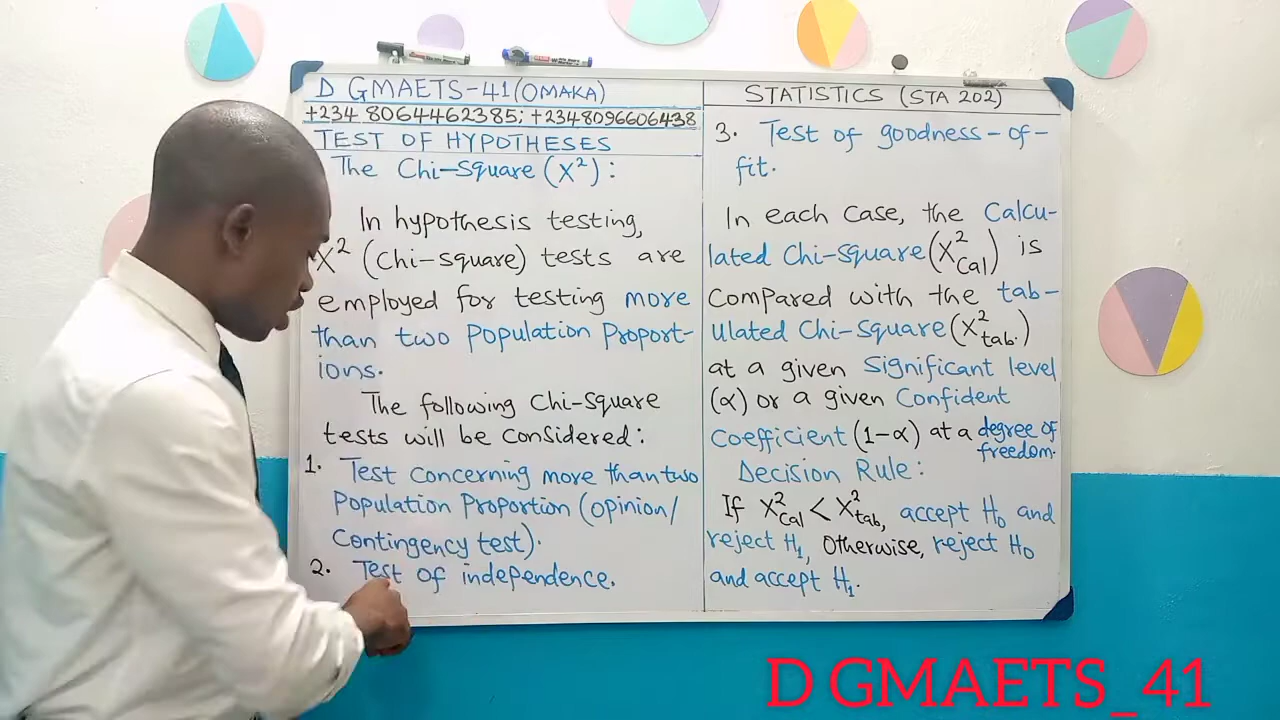 D GMAETS-41 (OMAKA)
+234 8064462385; +2348096606438
TEST OF HYPOTHESES
The Chi-Square (X²):
In hypothesis testing,
X² (Chi-square) tests are
employed for testing more
than two Population Proport-
ions.
The following Chi-square
tests will be considered:
1. Test concerning more than two
Population Proportion (opinion/
Contingency test).
2. Test of independence.
STATISTICS (STA 202)
3. Test of goodness-of-
fit.
In each case, the Calcu-
lated Chi-square (X²Cal) is
Compared with the tab-
ulated Chi-square (X²tab.)
at a given Significant level
(α) or a given Confident
Coefficient (1-α) at a degree of
freedom.
Decision Rule:
If X²Cal < X²tab, accept H₀ and
reject H₁, Otherwise, reject H₀
and accept H₁.
D GMAETS_41